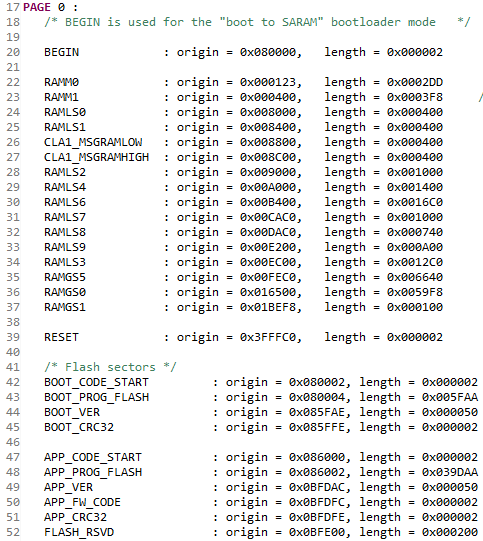 17 PAGE 0 :
18 /* BEGIN is used for the "boot to SARAM" bootloader mode */
19
20 BEGIN : origin = 0x080000, length = 0x000002
21
22 RAMM0 : origin = 0x000123, length = 0x0002DD
23 RAMM1 : origin = 0x000400, length = 0x0003F8 /
24 RAMLS0 : origin = 0x008000, length = 0x000400
25 RAMLS1 : origin = 0x008400, length = 0x000400
26 CLA1_MSGRAMLOW : origin = 0x008800, length = 0x000400
27 CLA1_MSGRAMHIGH : origin = 0x008C00, length = 0x000400
28 RAMLS2 : origin = 0x009000, length = 0x001000
29 RAMLS4 : origin = 0x00A000, length = 0x001400
30 RAMLS6 : origin = 0x00B400, length = 0x0016C0
31 RAMLS7 : origin = 0x00CAC0, length = 0x001000
32 RAMLS8 : origin = 0x00DAC0, length = 0x000740
33 RAMLS9 : origin = 0x00E200, length = 0x000A00
34 RAMLS3 : origin = 0x00EC00, length = 0x0012C0
35 RAMGS5 : origin = 0x00FEC0, length = 0x006640
36 RAMGS0 : origin = 0x016500, length = 0x0059F8
37 RAMGS1 : origin = 0x01BEF8, length = 0x000100
38
39 RESET : origin = 0x3FFFC0, length = 0x000002
40
41 /* Flash sectors */
42 BOOT_CODE_START : origin = 0x080002, length = 0x000002
43 BOOT_PROG_FLASH : origin = 0x080004, length = 0x005FAA
44 BOOT_VER : origin = 0x085FAE, length = 0x000050
45 BOOT_CRC32 : origin = 0x085FFE, length = 0x000002
46
47 APP_CODE_START : origin = 0x086000, length = 0x000002
48 APP_PROG_FLASH : origin = 0x086002, length = 0x039DAA
49 APP_VER : origin = 0x0BFDAC, length = 0x000050
50 APP_FW_CODE : origin = 0x0BFDFC, length = 0x000002
51 APP_CRC32 : origin = 0x0BFDFE, length = 0x000002
52 FLASH_RSVD : origin = 0x0BFE00, length = 0x000200